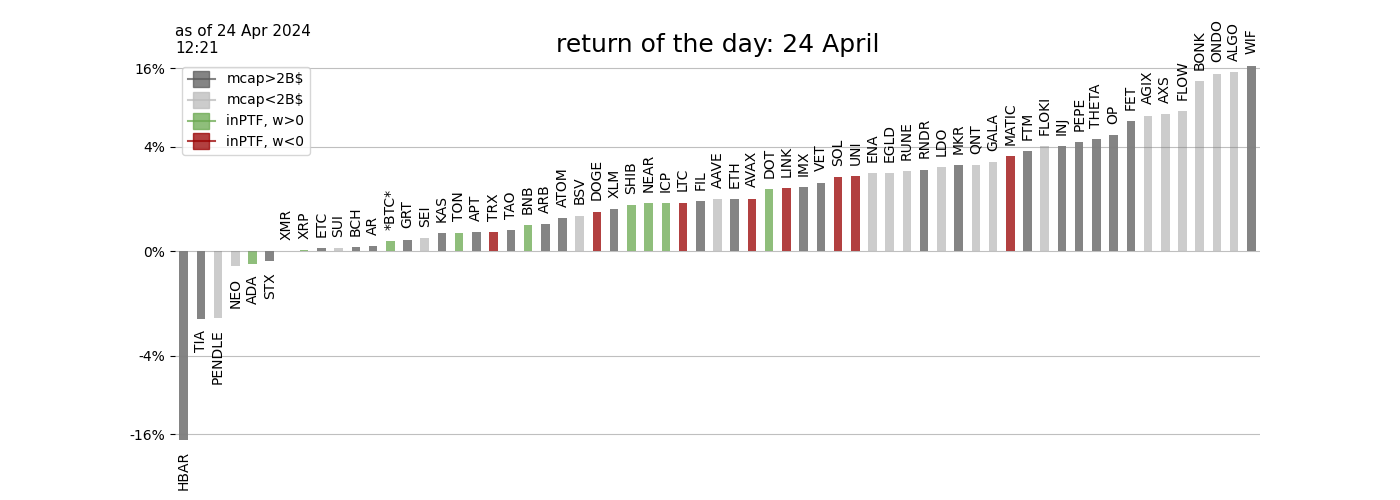 as of 24 Apr 2024
12:21
return of the day: 24 April
16%
4%
0%
-4%
-16%
mcap>2B$
mcap<2B$
inPTF, w>0
inPTF, w<0
HBAR
TIA
PENDLE
NEO
ADA
STX
XMR
XRP
ETC
SUI
BCH
AR
*BTC*
GRT
SEI
KAS
TON
APT
TRX
TAO
BNB
ARB
ATOM
BSV
DOGE
XLM
SHIB
NEAR
ICP
LTC
FIL
AAVE
ETH
AVAX
DOT
LINK
IMX
VET
SOL
UNI
ENA
EGLD
RUNE
RNDR
LDO
MKR
QNT
GALA
MATIC
FTM
FLOKI
INJ
PEPE
THETA
OP
FET
AGIX
AXS
FLOW
BONK
ONDO
ALGO
WIF